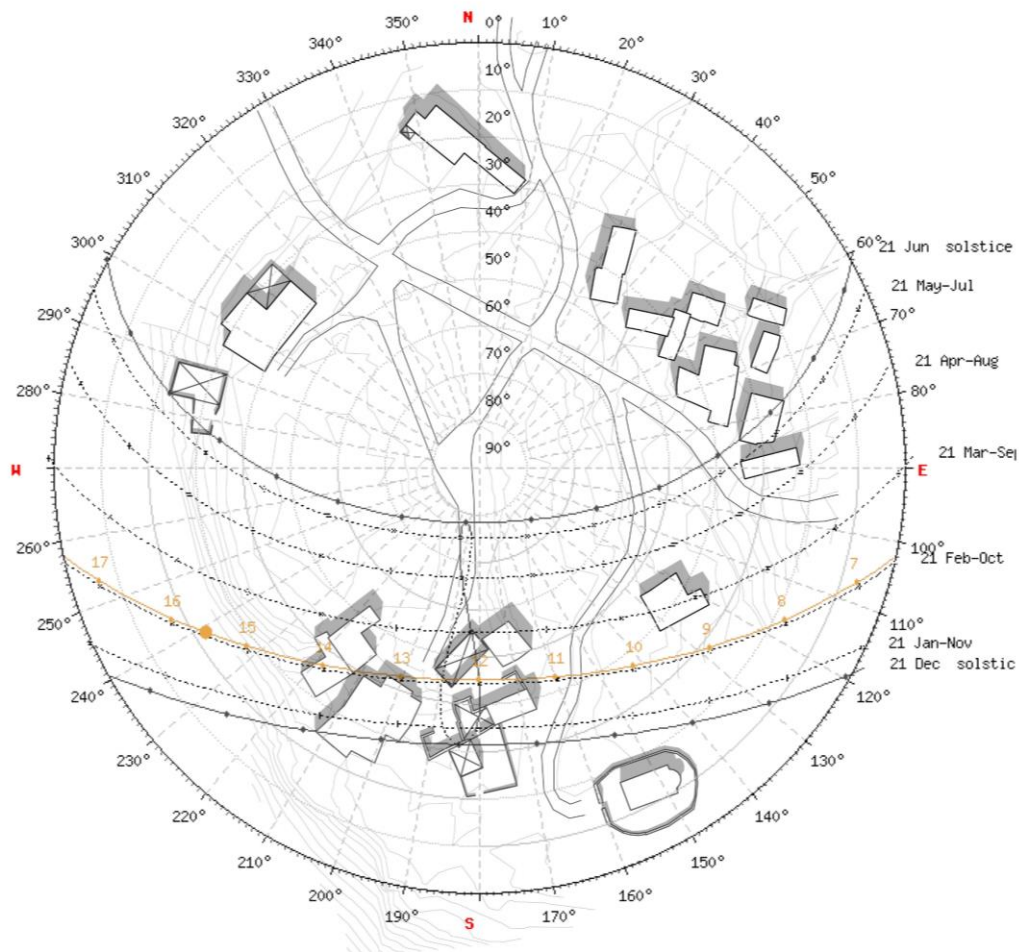 N
350° 0° 10°
340° 20°
330° 30°
320° 40°
310° 50°
300° 60°
290° 70°
280° 80°
W E
260° 100°
250° 110°
240° 120°
230° 130°
220° 140°
210° 150°
200° 160°
190° 170°
S
10°
20°
30°
40°
50°
60°
70°
80°
90°
21 Jun solstice
21 May-Jul
21 Apr-Aug
21 Mar-Sep
21 Feb-Oct
21 Jan-Nov
21 Dec solstic
17 16 15 14 13 12 11 10 9 8 7